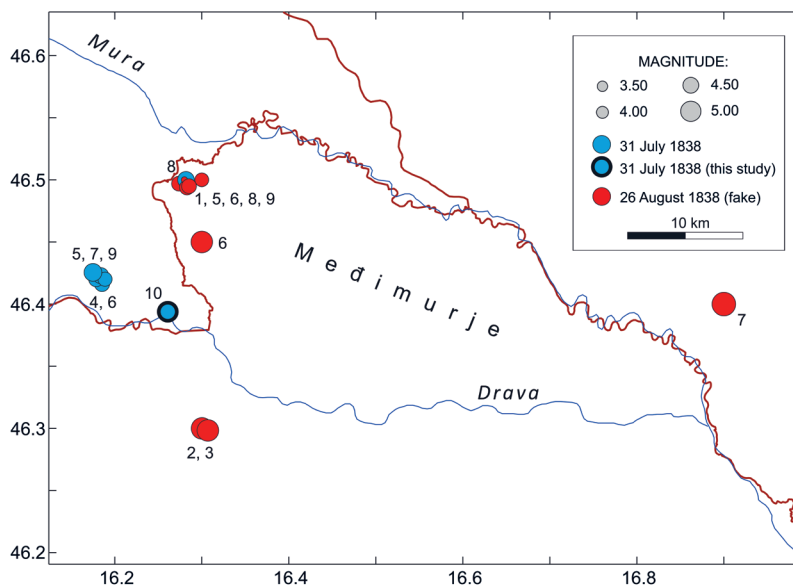 46.6
46.5
46.4
46.3
46.2
16.2
16.4
16.6
16.8
Mura
MAGNITUDE:
3.50
4.50
4.00
5.00
31 July 1838
31 July 1838 (this study)
26 August 1838 (fake)
10 km
8
1, 5, 6, 8, 9
6
5, 7, 9
4, 6
10
Međimurje
7
Drava
2, 3